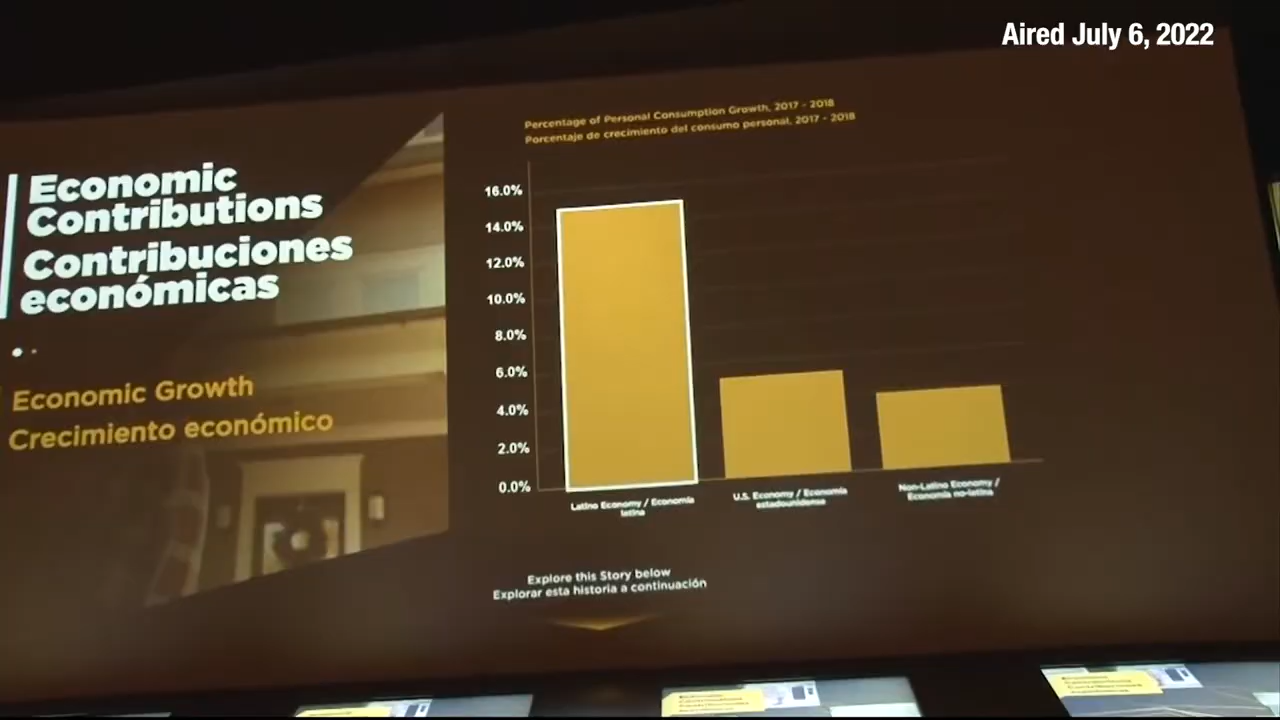 Aired July 6, 2022
Economic
Contributions
Contribuciones
económicas
Economic Growth
Crecimiento económico
Percentage of Personal Consumption Growth, 2017 - 2018
Porcentaje de crecimiento del consumo personal, 2017 - 2018
16.0%
14.0%
12.0%
10.0%
8.0%
6.0%
4.0%
2.0%
0.0%
Latino Economy / Economía
latina
U.S. Economy / Economía
estadounidense
Non-Latino Economy /
Economía no-latina
Explore this Story below
Explorar esta historia a continuación